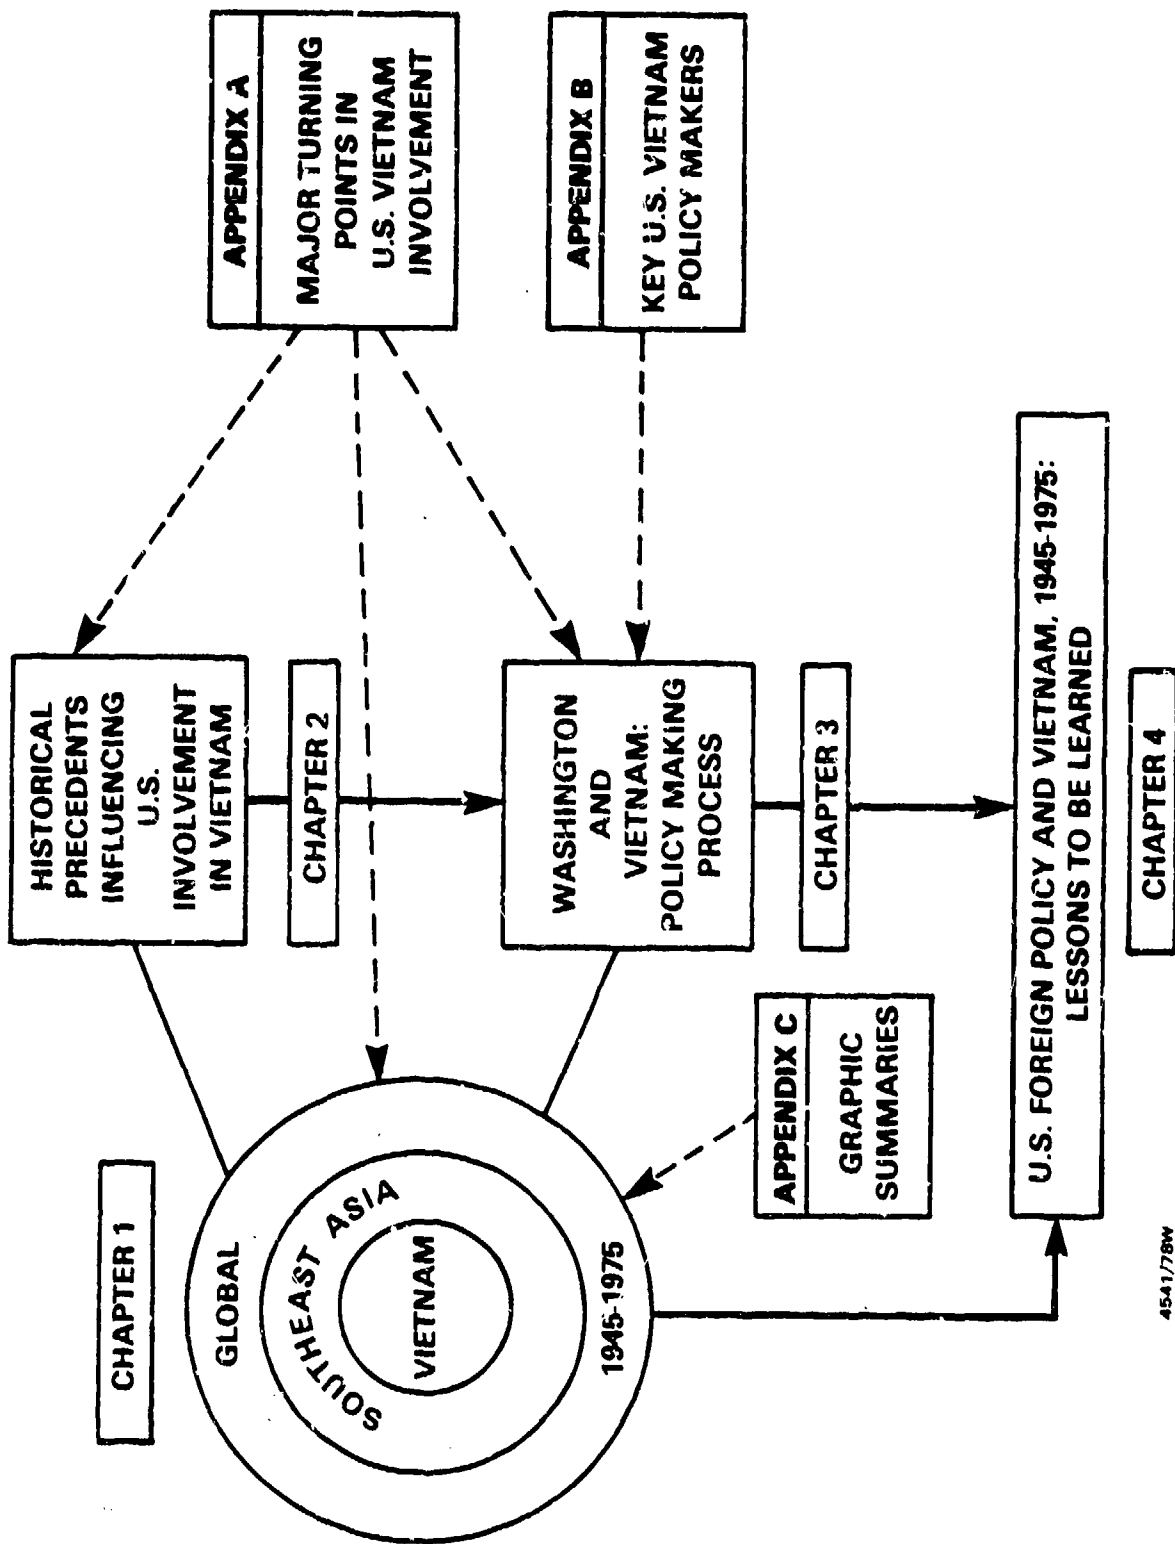 CHAPTER 1
GLOBAL
SOUTHEAST ASIA
VIETNAM
1945-1975
HISTORICAL
PRECEDENTS
INFLUENCING
U.S.
INVOLVEMENT
IN VIETNAM
CHAPTER 2
APPENDIX A
MAJOR TURNING
POINTS IN
U.S. VIETNAM
INVOLVEMENT
WASHINGTON
AND
VIETNAM:
POLICY MAKING
PROCESS
CHAPTER 3
APPENDIX B
KEY U.S. VIETNAM
POLICY MAKERS
APPENDIX C
GRAPHIC
SUMMARIES
U.S. FOREIGN POLICY AND VIETNAM, 1945-1975:
LESSONS TO BE LEARNED
CHAPTER 4
4541/78W